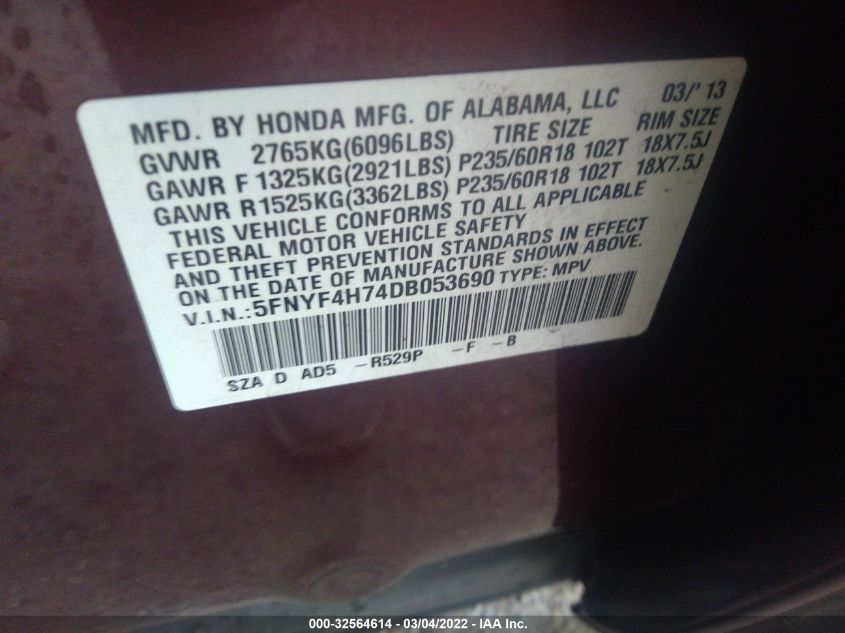 MFD. BY HONDA MFG. OF ALABAMA, LLC 03/'13
GVWR 2765KG(6096LBS) TIRE SIZE RIM SIZE
GAWR F 1325KG(2921LBS) P235/60R18 102T 18X7.5J
GAWR R1525KG(3362LBS) P235/60R18 102T 18X7.5J
THIS VEHICLE CONFORMS TO ALL APPLICABLE
FEDERAL MOTOR VEHICLE SAFETY
AND THEFT PREVENTION STANDARDS IN EFFECT
ON THE DATE OF MANUFACTURE SHOWN ABOVE.
V.I.N.:5FNYF4H74DB053690 TYPE: MPV
SZA D AD5 -R529P -F -B
000-32564614 - 03/04/2022 - IAA Inc.